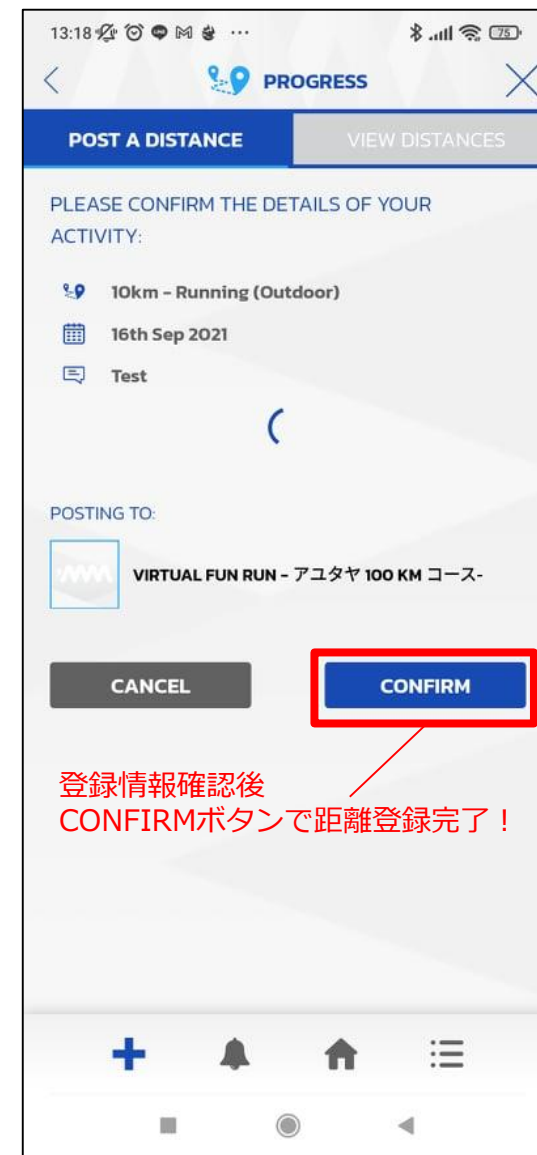 13:18
75
PROGRESS
POST A DISTANCE
VIEW DISTANCES
PLEASE CONFIRM THE DETAILS OF YOUR
ACTIVITY:
10km - Running (Outdoor)
16th Sep 2021
Test
POSTING TO:
VIRTUAL FUN RUN - アユタヤ 100 KM コース-
CANCEL
CONFIRM
登録情報確認後
CONFIRMボタンで距離登録完了！